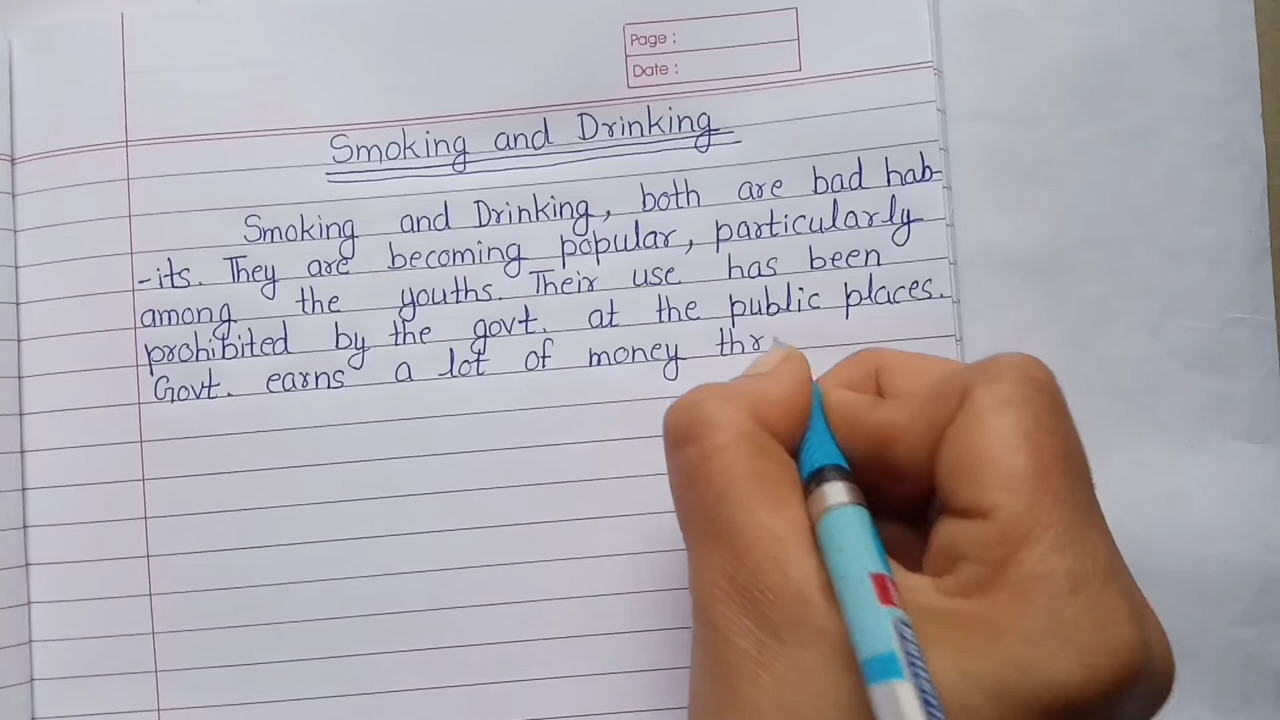 Page :
Date :
Smoking and Drinking
Smoking and Drinking, both are bad hab-
-its. They are becoming popular, particularly
among the youths. Their use has been
prohibited by the govt. at the public places.
Govt. earns a lot of money thr